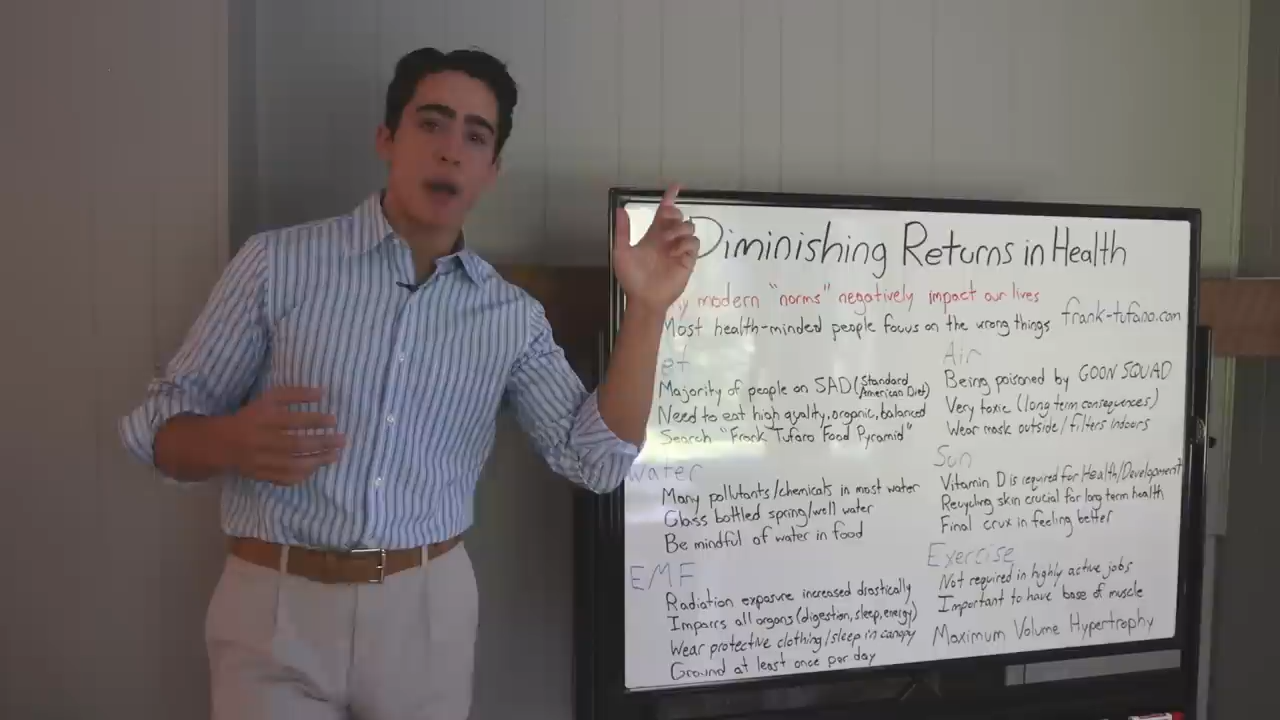 Diminishing Returns in Health
modern "norms" negatively impact our lives
Most health-minded people focus on the wrong things
frank-tufano.com
et
Majority of people on SAD (Standard American Diet)
Need to eat high quality, organic, balanced
Search "Frank Tufano Food Pyramid"
Water
Many pollutants/chemicals in most water
Glass bottled spring/well water
Be mindful of water in food
EMF
Radiation exposure increased drastically
Impairs all organs (digestion, sleep, energy)
Wear protective clothing/sleep in canopy
Ground at least once per day
Air
Being poisoned by GOON SQUAD
Very toxic (long term consequences)
Wear mask outside/filters indoors
Sun
Vitamin D is required for Health/Development
Recycling skin crucial for long term health
Final crux in feeling better
Exercise
Not required in highly active jobs
Important to have base of muscle
Maximum Volume Hypertrophy